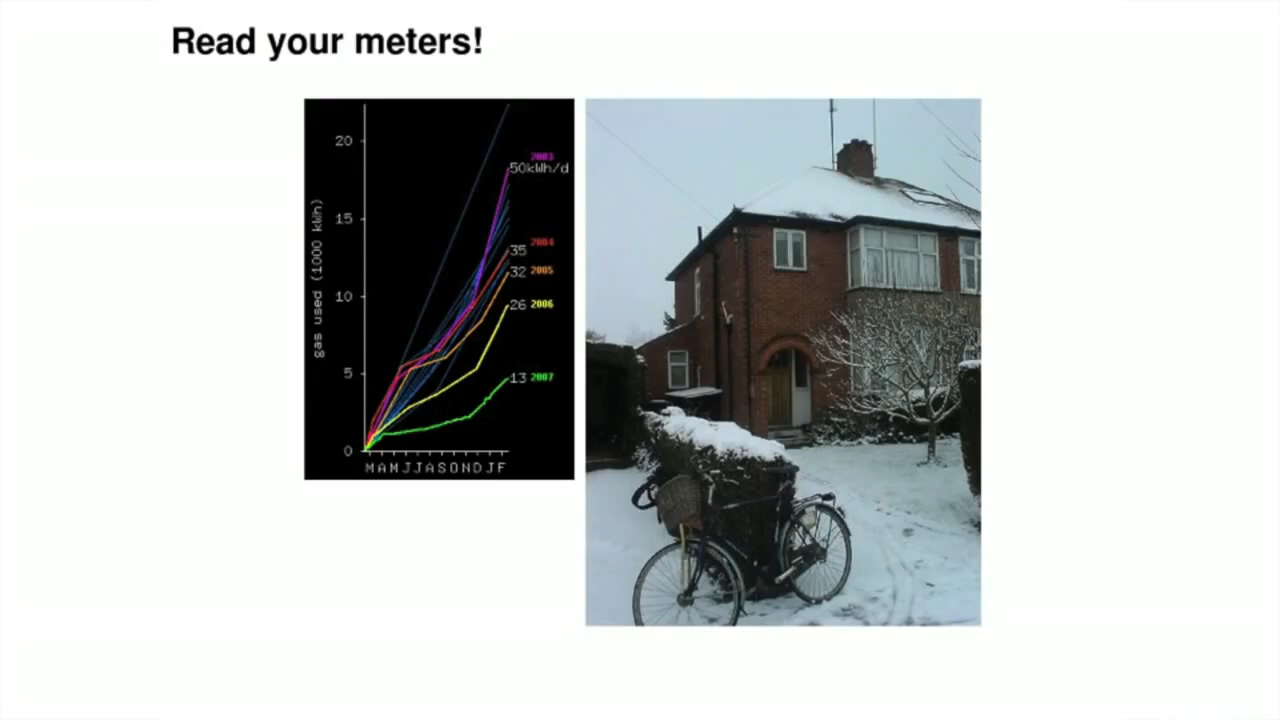 Read your meters!
20
15
10
5
0
gas used (1000 kWh)
MAMJJASONDJF
2003
50kWh/d
35 2004
32 2005
26 2006
13 2007